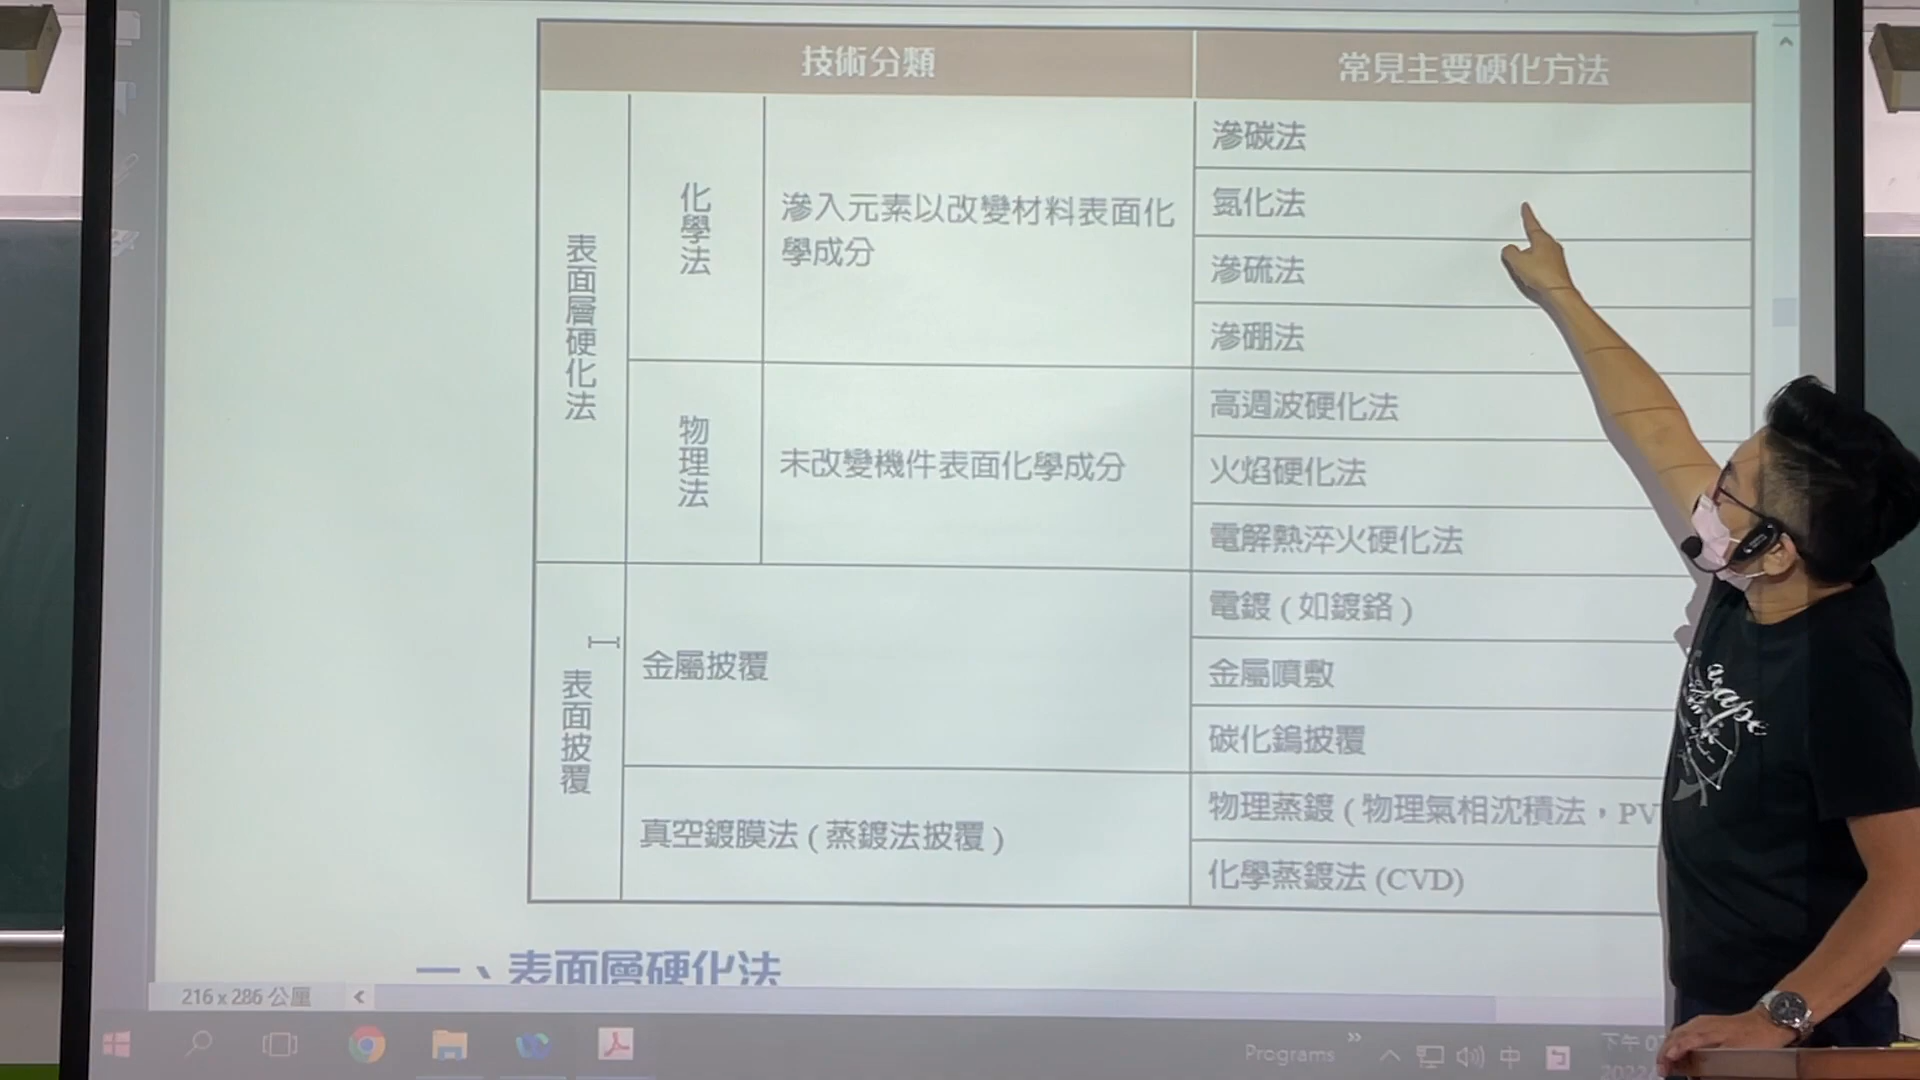 技術分類
常見主要硬化方法
表面層硬化法
化學法
滲入元素以改變材料表面化
學成分
滲碳法
氮化法
滲硫法
滲硼法
物理法
未改變機件表面化學成分
高週波硬化法
火焰硬化法
電解熱淬火硬化法
表面披覆
金屬披覆
電鍍 ( 如鍍鉻 )
金屬噴敷
碳化鎢披覆
真空鍍膜法 ( 蒸鍍法披覆 )
物理蒸鍍 ( 物理氣相沈積法，PV
化學蒸鍍法 (CVD)
一、表面層硬化法
216 x 286 公厘
Programs
中
下午 0
2022